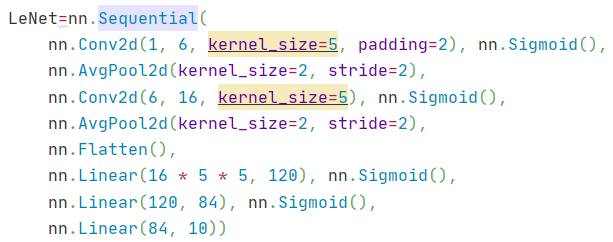 LeNet=nn.Sequential(
    nn.Conv2d(1, 6, kernel_size=5, padding=2), nn.Sigmoid(),
    nn.AvgPool2d(kernel_size=2, stride=2),
    nn.Conv2d(6, 16, kernel_size=5), nn.Sigmoid(),
    nn.AvgPool2d(kernel_size=2, stride=2),
    nn.Flatten(),
    nn.Linear(16 * 5 * 5, 120), nn.Sigmoid(),
    nn.Linear(120, 84), nn.Sigmoid(),
    nn.Linear(84, 10))